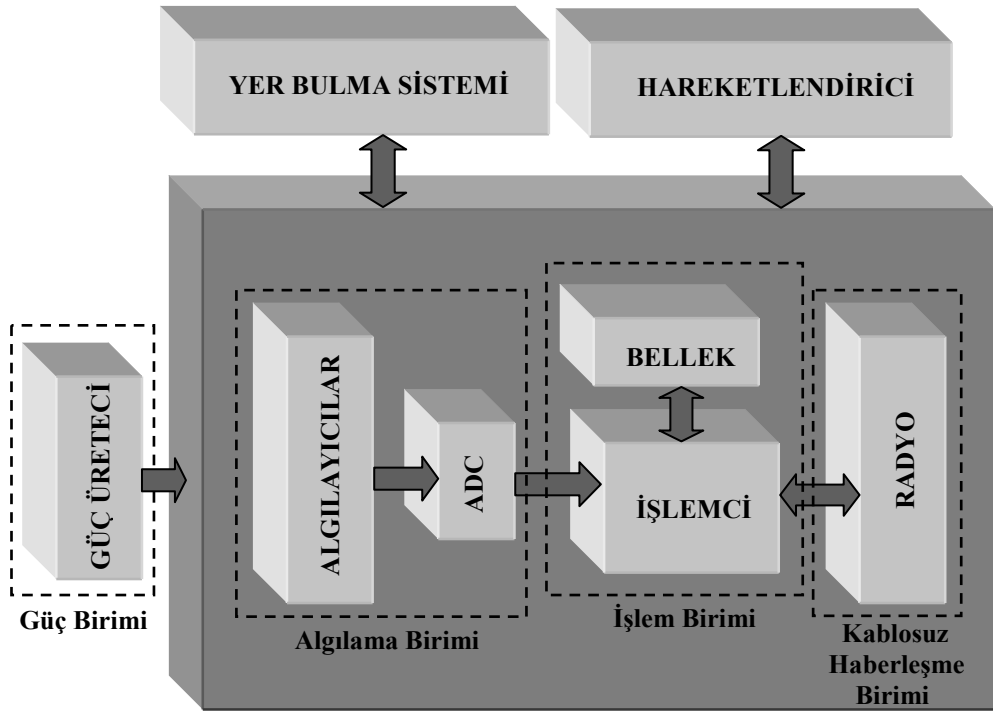 YER BULMA SİSTEMİ
HAREKETLENDİRİCİ
GÜÇ ÜRETECİ
Güç Birimi
ALGILAYICILAR
ADC
Algılama Birimi
BELLEK
İŞLEMCİ
İşlem Birimi
RADYO
Kablosuz
Haberleşme
Birimi